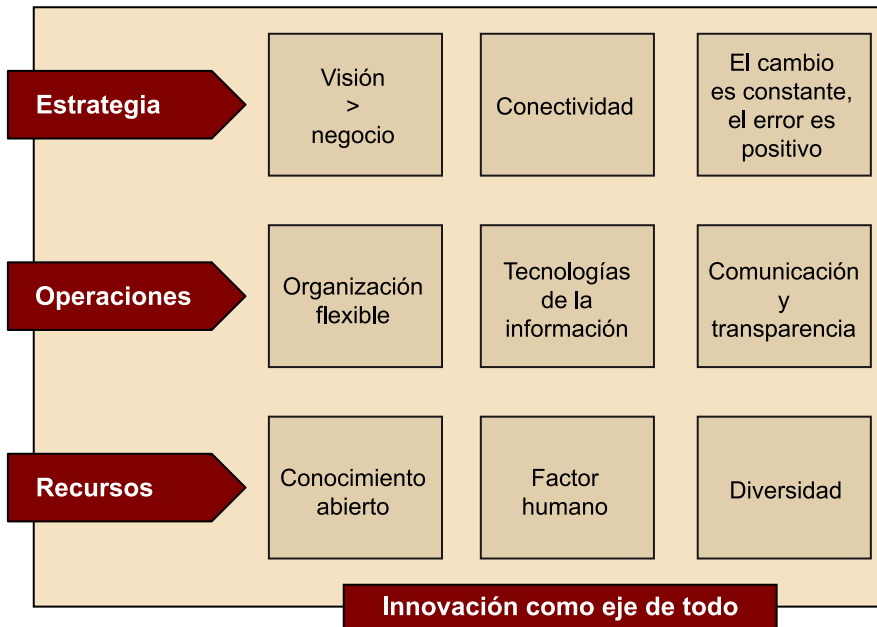 Estrategia
Visión
>
negocio
Conectividad
El cambio
es constante,
el error es
positivo
Operaciones
Organización
flexible
Tecnologías
de la
información
Comunicación
y
transparencia
Recursos
Conocimiento
abierto
Factor
humano
Diversidad
Innovación como eje de todo